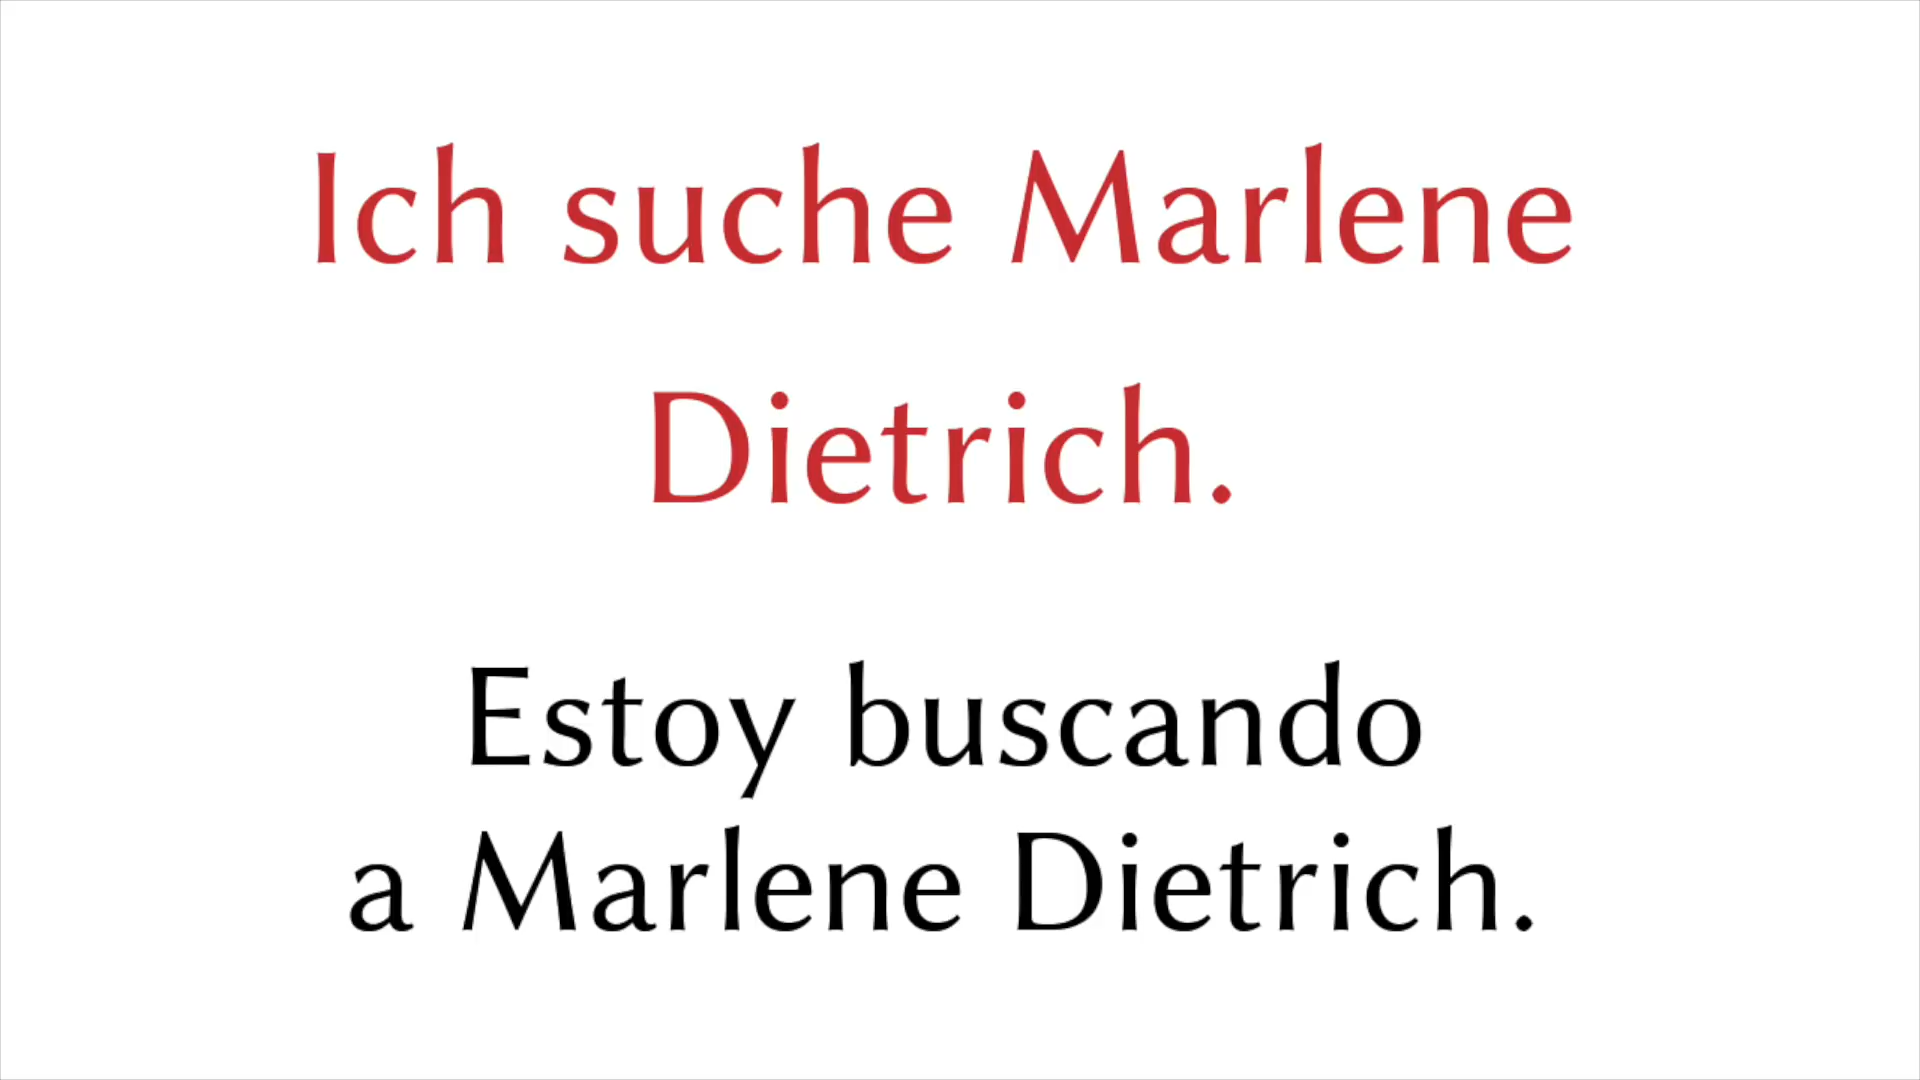 Ich suche Marlene
Dietrich.
Estoy buscando
a Marlene Dietrich.